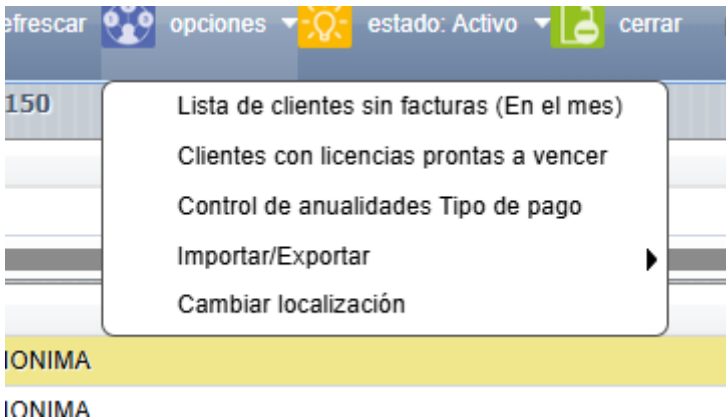 efrescar opciones estado: Activo cerrar
150
Lista de clientes sin facturas (En el mes)
Clientes con licencias prontas a vencer
Control de anualidades Tipo de pago
Importar/Exportar
Cambiar localización
IONIMA
IONIMA